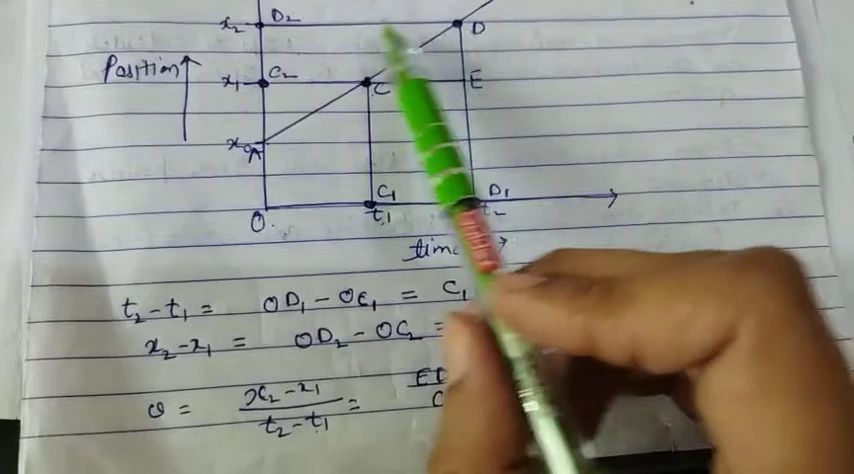 x₂ D₂ D
Position x₁ C₂ C E
x₀ A
C₁ D₁
O t₁ t₂
t₂-t₁ = OD₁-OC₁ = C₁
x₂-x₁ = OD₂-OC₂ =
v = x₂-x₁ / t₂-t₁ =